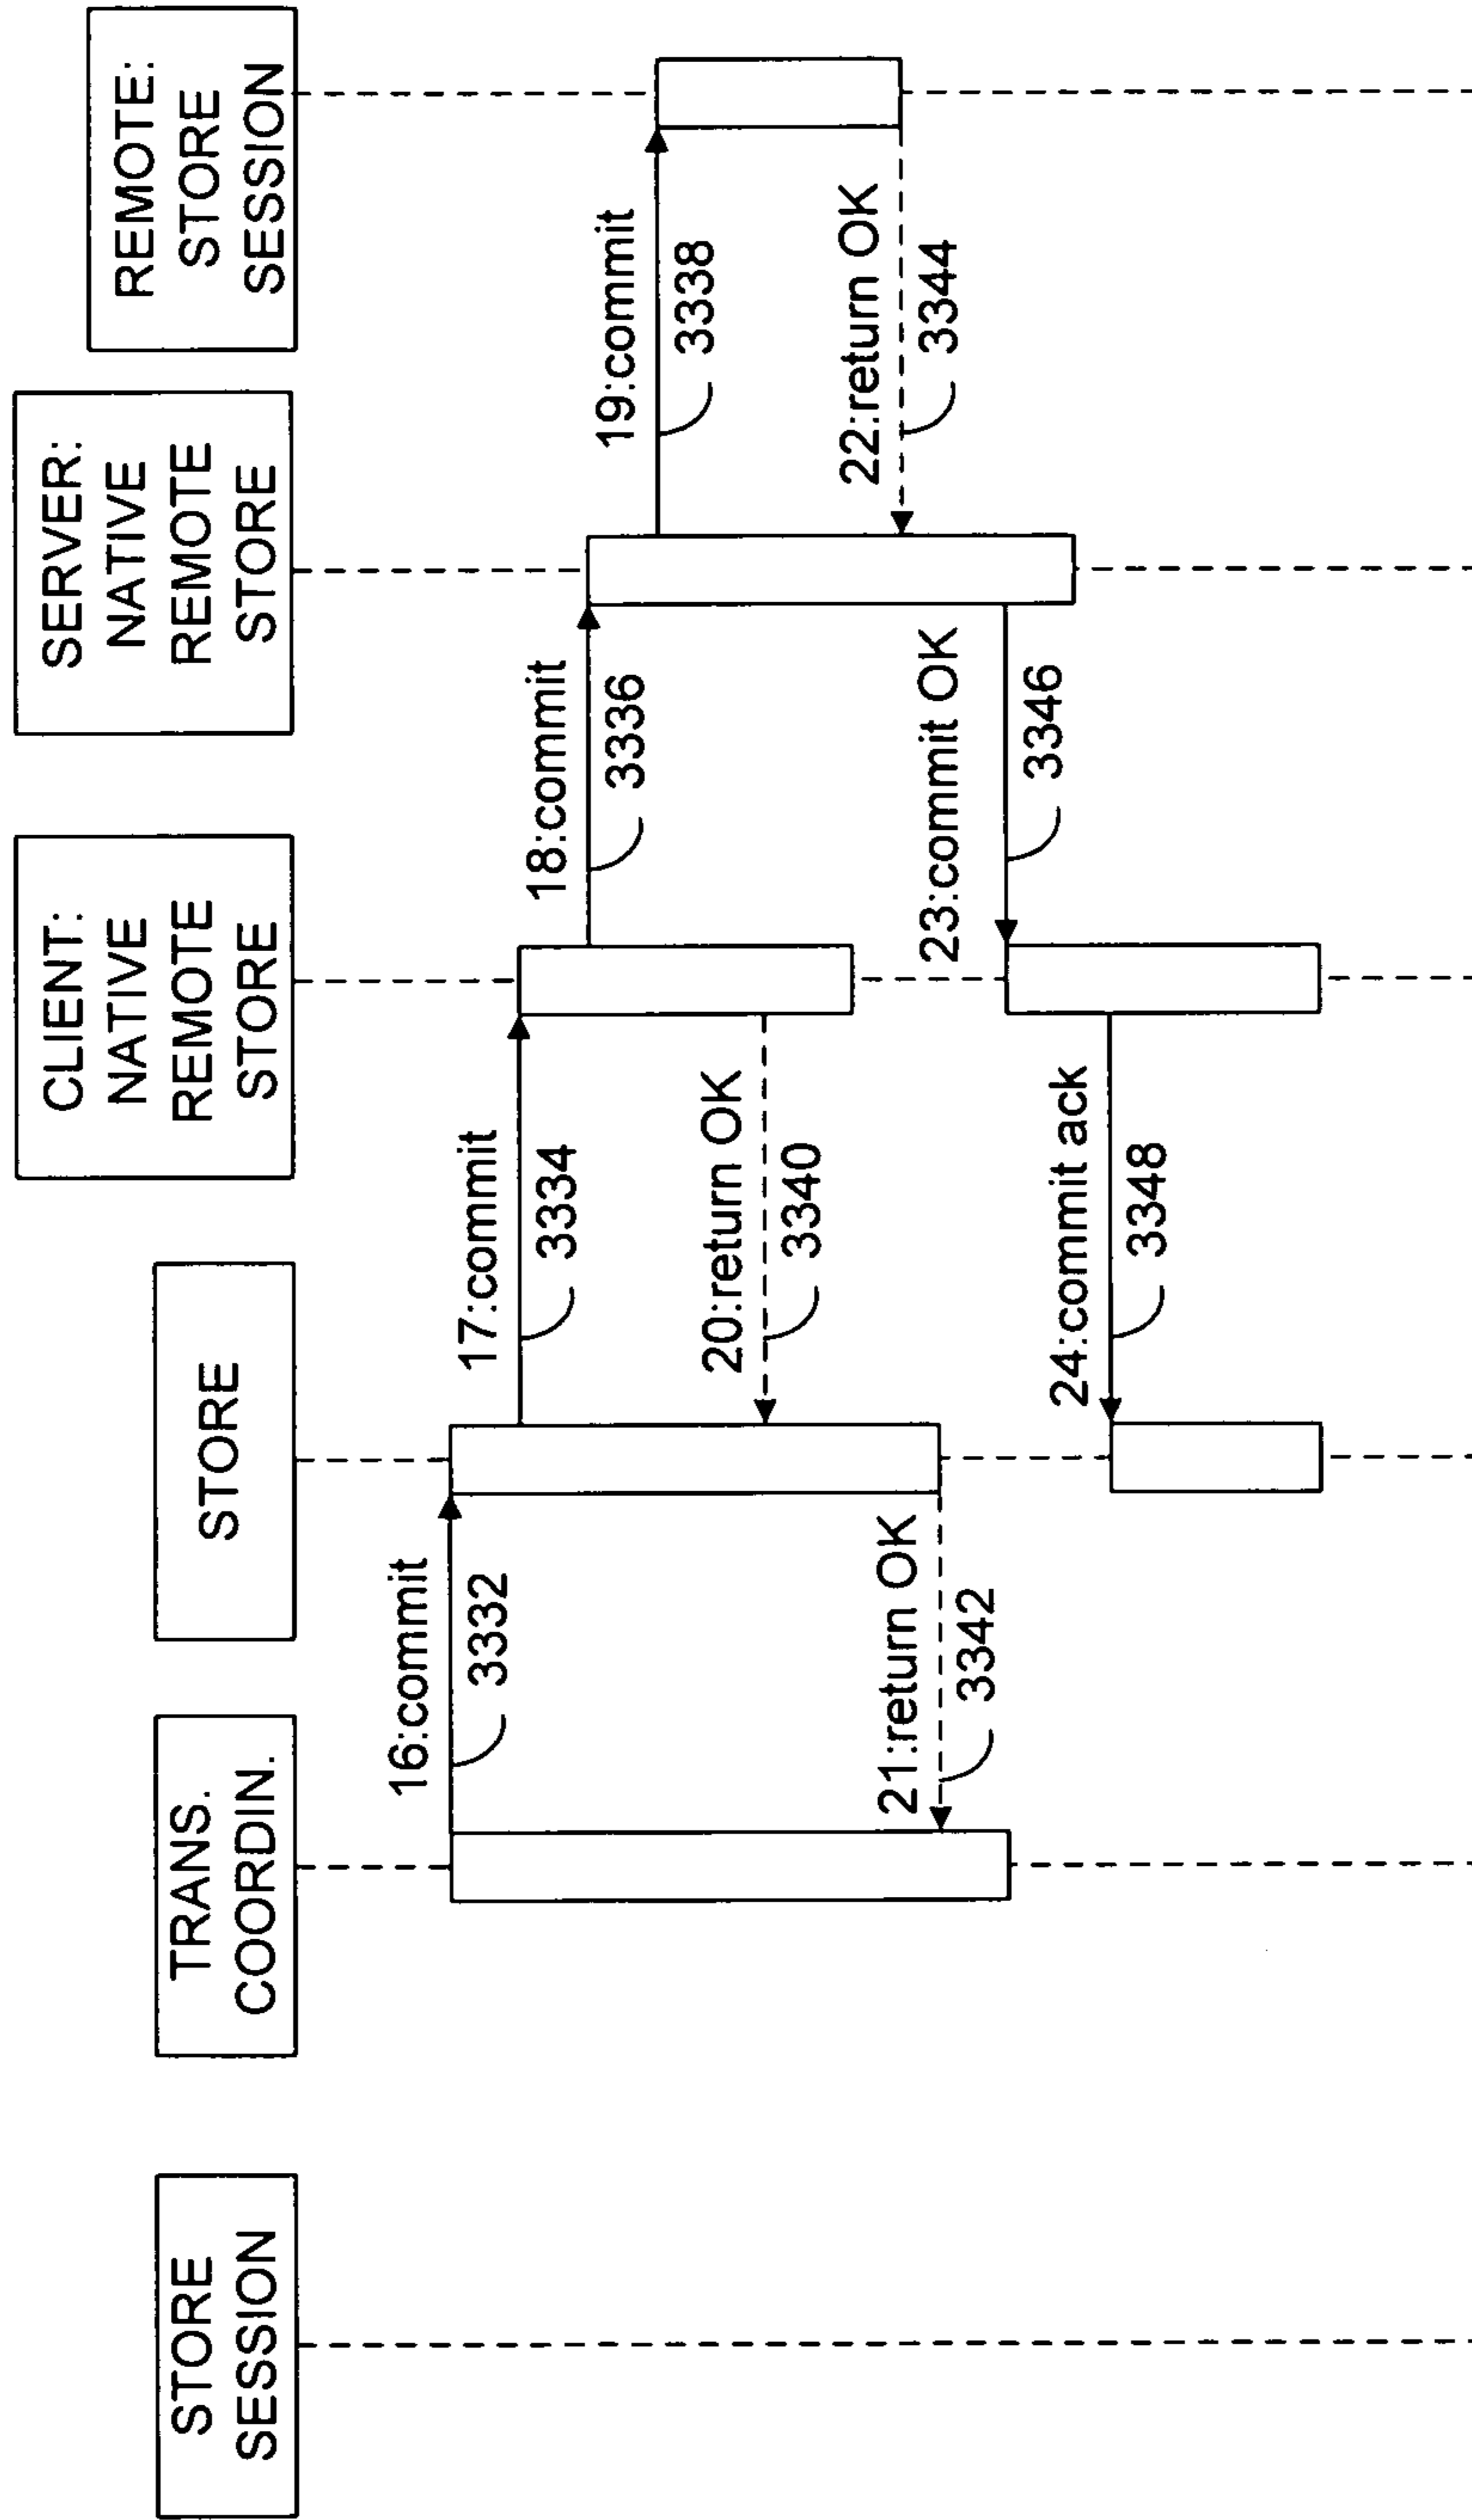 STORE
SESSION
TRANS.
COORDIN.
STORE
CLIENT:
NATIVE
REMOTE
STORE
SERVER:
NATIVE
REMOTE
STORE
REMOTE:
STORE
SESSION
16:commit
3332
17:commit
3334
18:commit
3336
19:commit
3338
20:return OK
3340
21:return OK
3342
22:return OK
3344
23:commit OK
3346
24:commit ack
3348